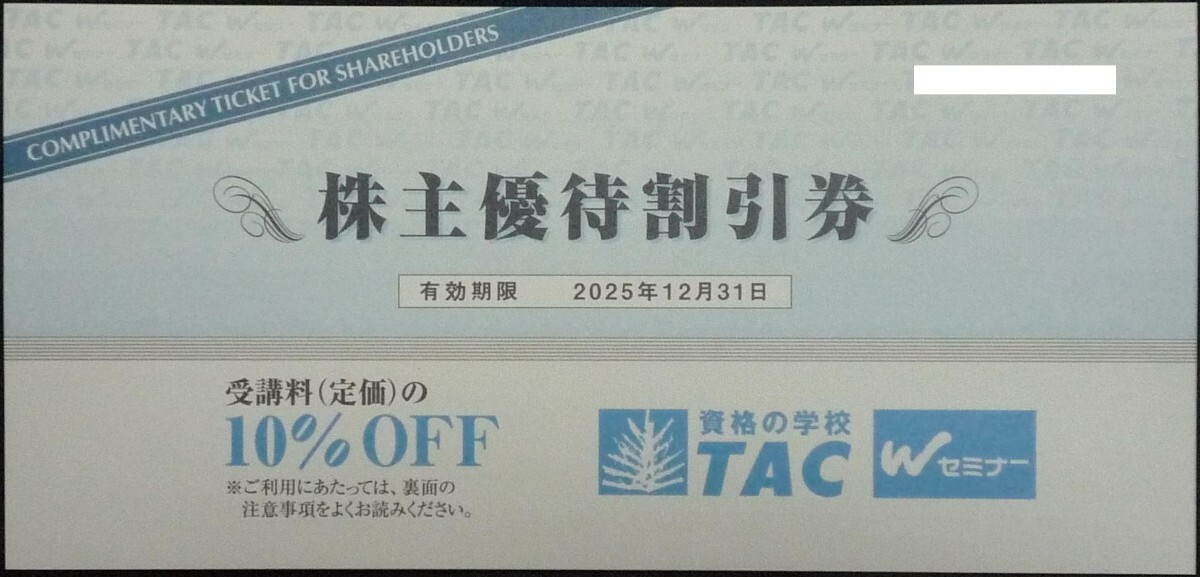 COMPLIMENTARY TICKET FOR SHAREHOLDERS
株主優待割引券
有効期限 2025年12月31日
受講料(定価)の
10% OFF
※ご利用にあたっては、裏面の
注意事項をよくお読みください。
資格の学校
TAC
Wセミナー